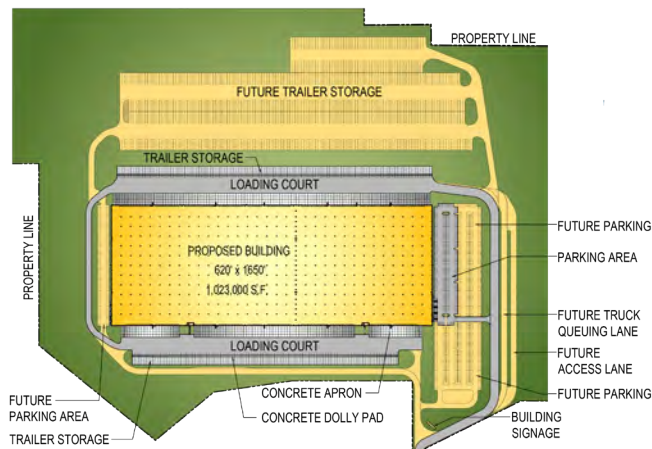 PROPERTY LINE
FUTURE TRAILER STORAGE
TRAILER STORAGE
LOADING COURT
PROPERTY LINE
PROPOSED BUILDING
620' x 1650'
1,023,000 S.F.
FUTURE PARKING
PARKING AREA
FUTURE TRUCK
QUEUING LANE
FUTURE
ACCESS LANE
FUTURE PARKING
LOADING COURT
FUTURE
PARKING AREA
TRAILER STORAGE
CONCRETE APRON
CONCRETE DOLLY PAD
BUILDING
SIGNAGE